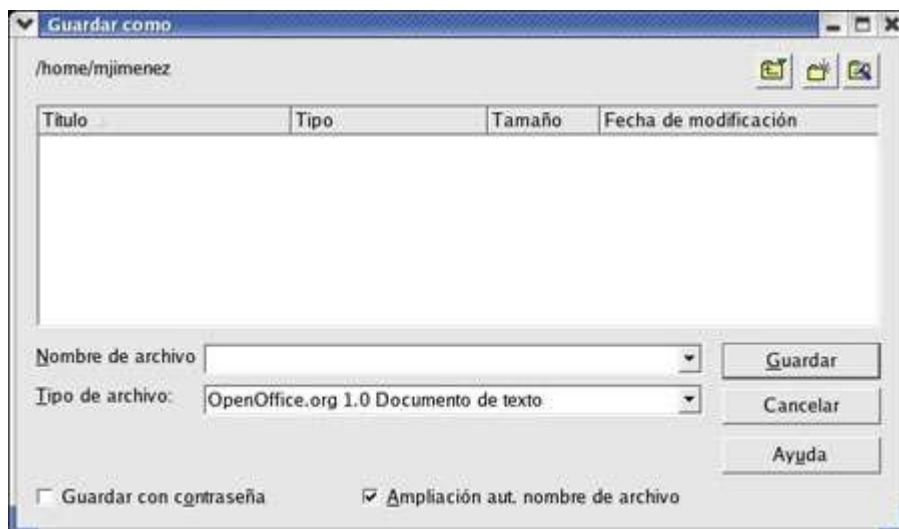 Guardar como
/home/mjimenez
Título Tipo Tamaño Fecha de modificación
Nombre de archivo
Guardar
Tipo de archivo: OpenOffice.org 1.0 Documento de texto
Cancelar
Ayuda
Guardar con contraseña Ampliación aut. nombre de archivo